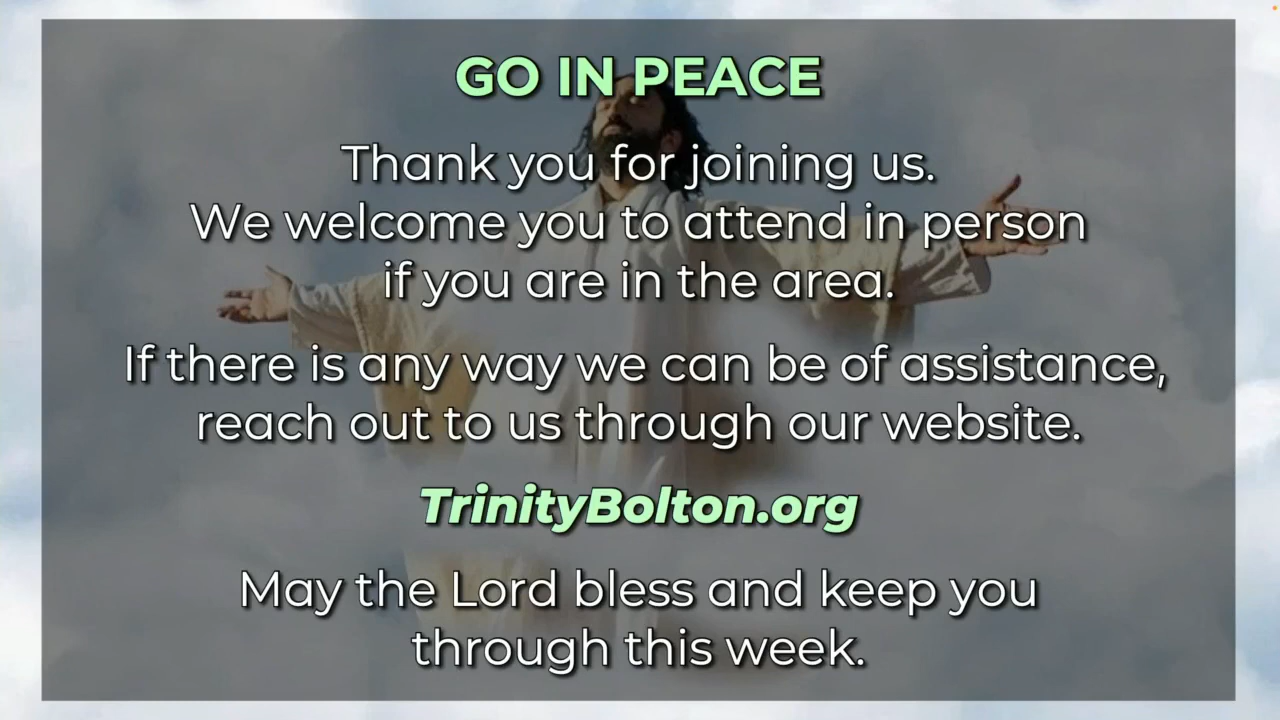 GO IN PEACE
Thank you for joining us.
We welcome you to attend in person
if you are in the area.
If there is any way we can be of assistance,
reach out to us through our website.
TrinityBolton.org
May the Lord bless and keep you
through this week.